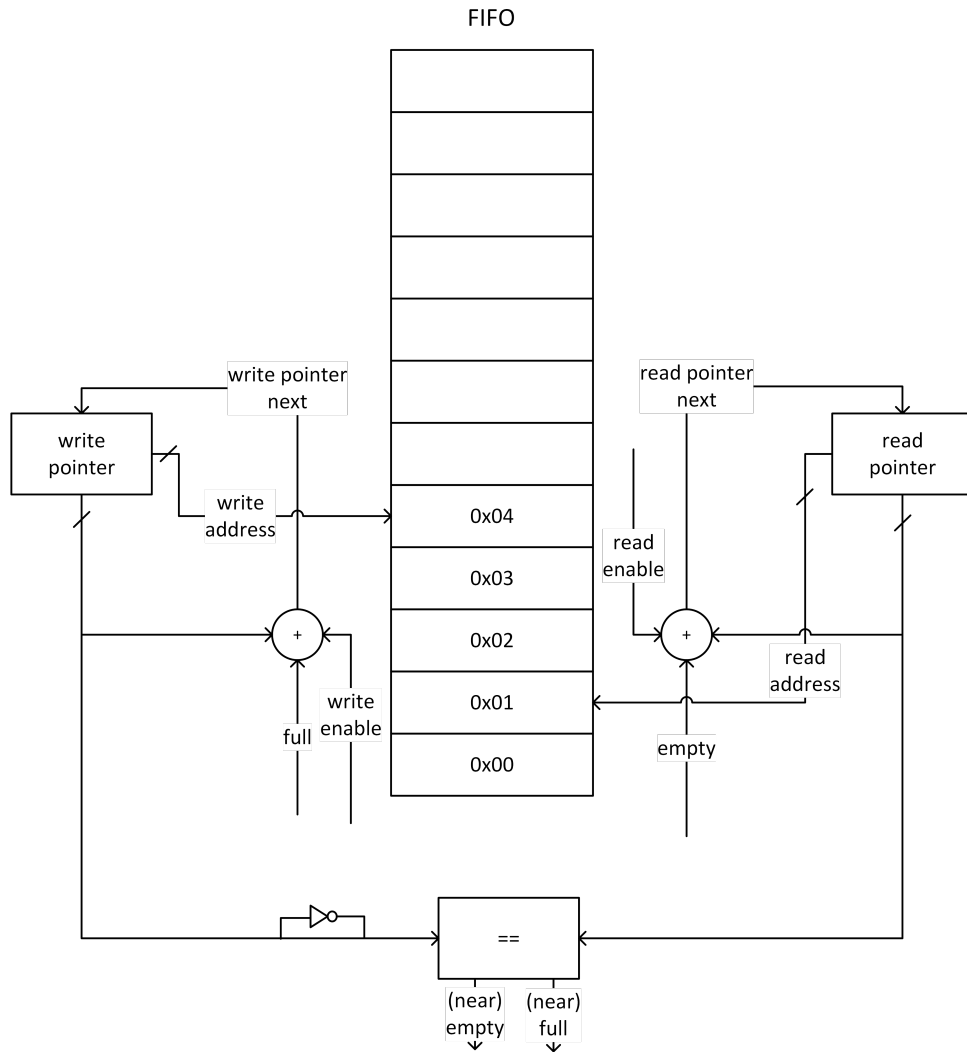 FIFO
write pointer
next
read pointer
next
write
pointer
read
pointer
write
address
0x04
read
enable
0x03
+
0x02
+
read
address
write
enable
0x01
full
empty
0x00
==
(near)
empty
(near)
full